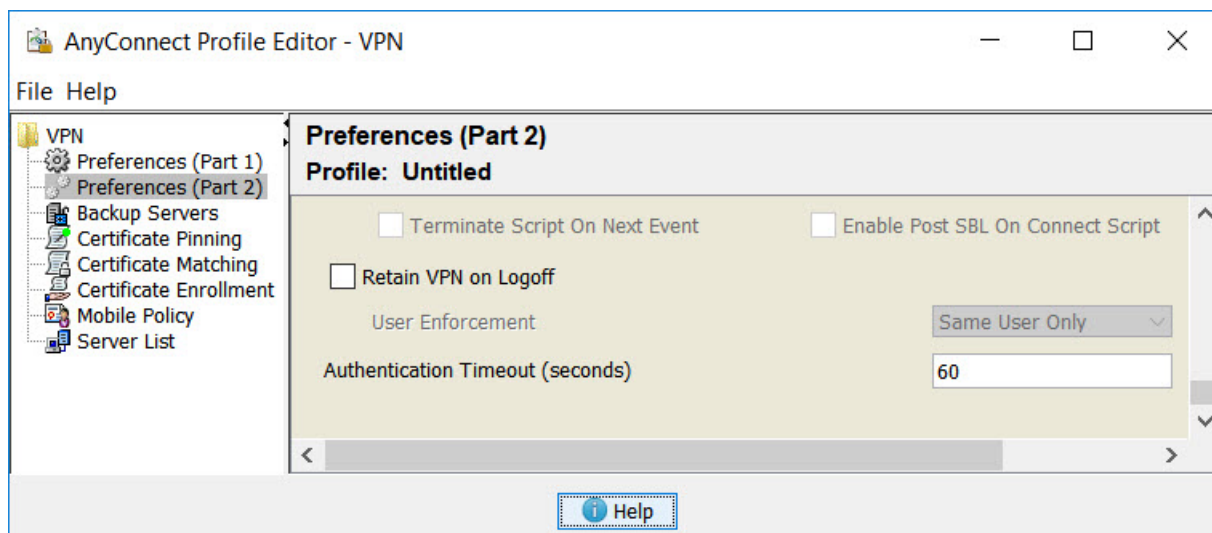 AnyConnect Profile Editor - VPN
File Help
VPN
Preferences (Part 1)
Preferences (Part 2)
Backup Servers
Certificate Pinning
Certificate Matching
Certificate Enrollment
Mobile Policy
Server List
Preferences (Part 2)
Profile: Untitled
Terminate Script On Next Event Enable Post SBL On Connect Script
Retain VPN on Logoff
User Enforcement Same User Only
Authentication Timeout (seconds) 60
Help